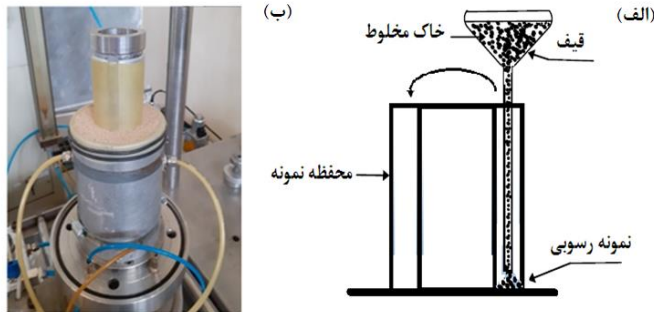 (الف)
(ب)
خاک مخلوط
قیف
محفظه نمونه
نمونه رسوبی